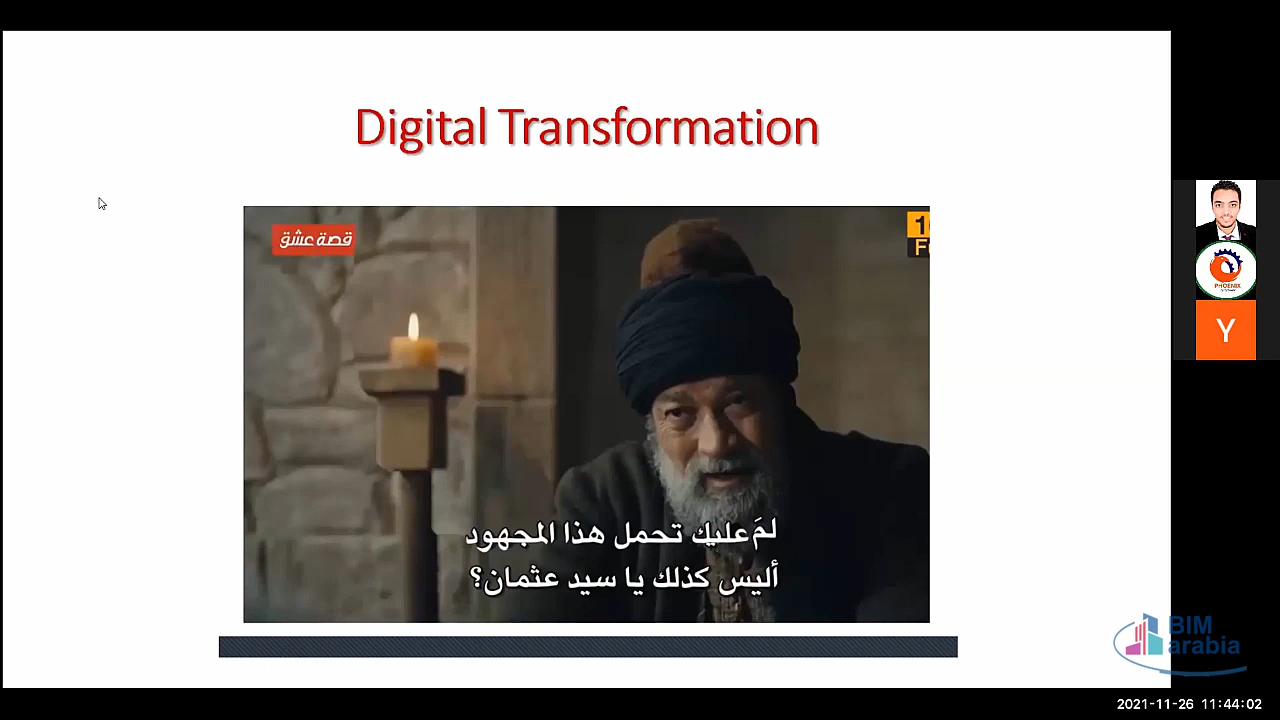 Digital Transformation
قصة عشق
لمَ عليك تحمل هذا المجهود
أليس كذلك يا سيد عثمان؟
PHOENIX
Y
BIM
arabia
2021-11-26 11:44:02